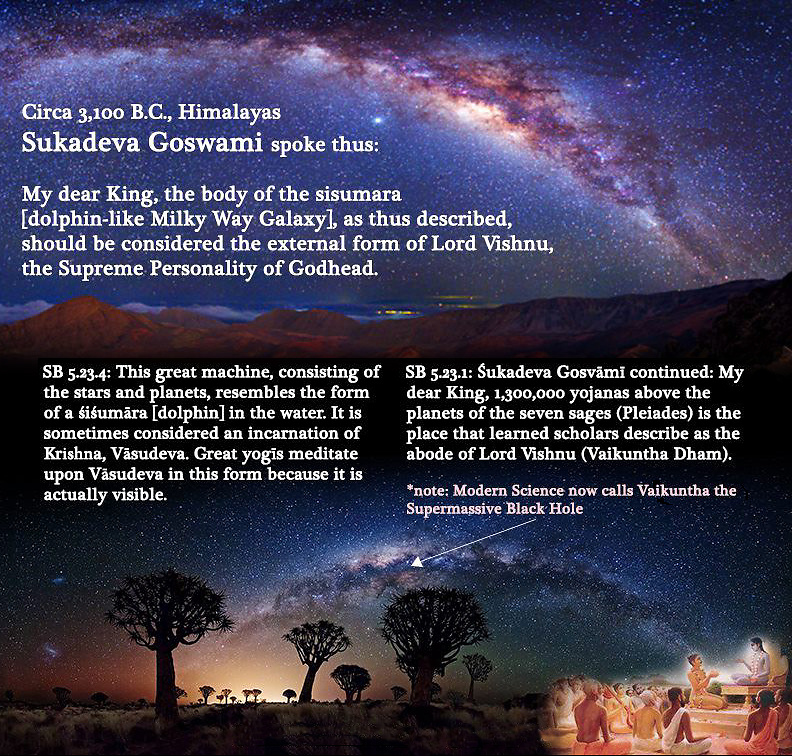 Circa 3,100 B.C., Himalayas
Sukadeva Goswami spoke thus:
My dear King, the body of the sisumara
[dolphin-like Milky Way Galaxy], as thus described,
should be considered the external form of Lord Vishnu,
the Supreme Personality of Godhead.
SB 5.23.4: This great machine, consisting of
the stars and planets, resembles the form
of a śiśumāra [dolphin] in the water. It is
sometimes considered an incarnation of
Krishna, Vāsudeva. Great yogīs meditate
upon Vāsudeva in this form because it is
actually visible.
SB 5.23.1: Śukadeva Gosvāmī continued: My
dear King, 1,300,000 yojanas above the
planets of the seven sages (Pleiades) is the
place that learned scholars describe as the
abode of Lord Vishnu (Vaikuntha Dham).
*note: Modern Science now calls Vaikuntha the
Supermassive Black Hole